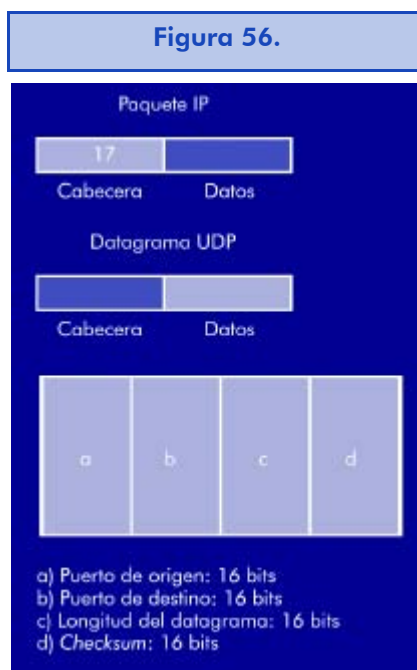 Figura 56.
Paquete IP
17
Cabecera Datos
Datagrama UDP
Cabecera Datos
a b c d
a) Puerto de origen: 16 bits
b) Puerto de destino: 16 bits
c) Longitud del datagrama: 16 bits
d) Checksum: 16 bits